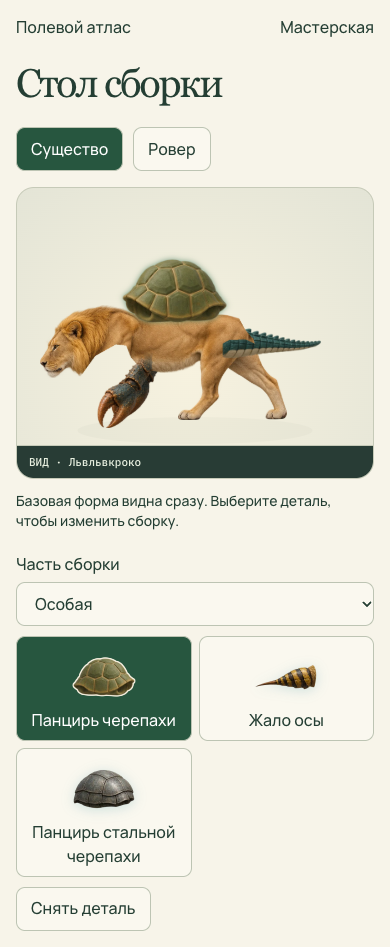 Полевой атлас
Мастерская
Стол сборки
Существо
Ровер
ВИД · Львльвкроко
Базовая форма видна сразу. Выберите деталь,
чтобы изменить сборку.
Часть сборки
Особая
Панцирь черепахи
Жало осы
Панцирь стальной
черепахи
Снять деталь